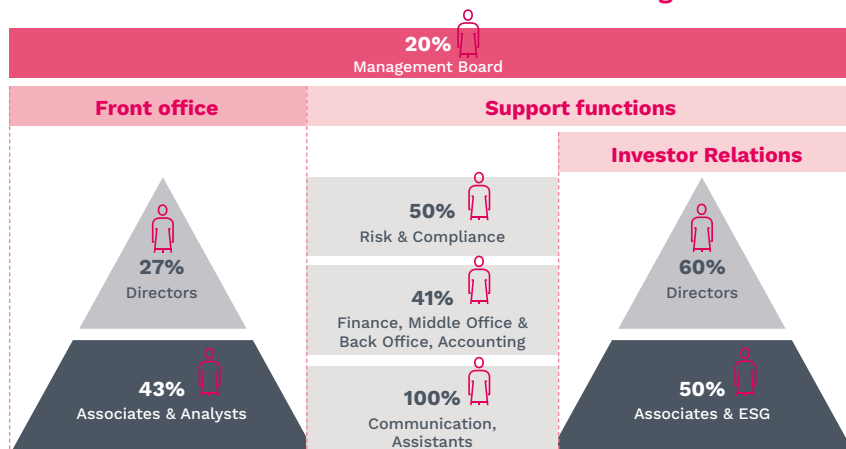 20%
Management Board
Front office
Support functions
Investor Relations
27%
Directors
43%
Associates & Analysts
50%
Risk & Compliance
41%
Finance, Middle Office &
Back Office, Accounting
100%
Communication,
Assistants
60%
Directors
50%
Associates & ESG